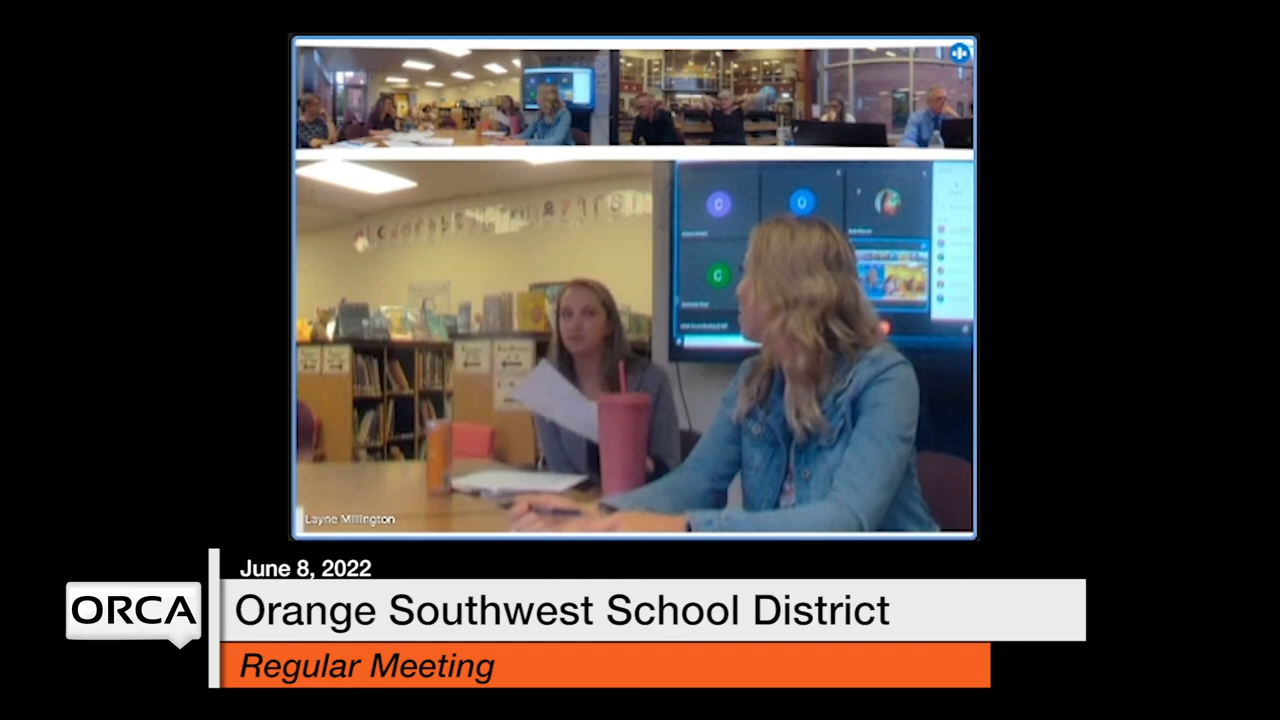 C
O
C
Layne Millington
June 8, 2022
ORCA
Orange Southwest School District
Regular Meeting